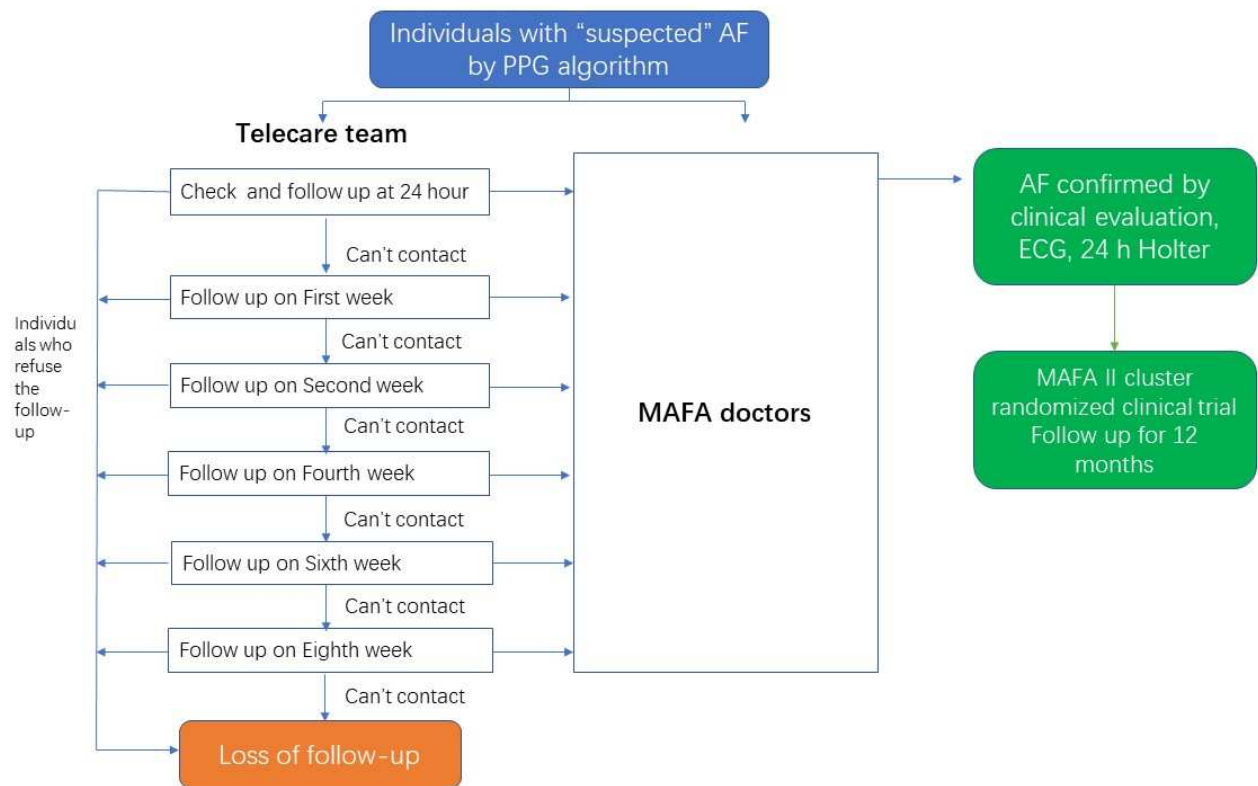 Individuals with “suspected” AF
by PPG algorithm
Telecare team
Check and follow up at 24 hour
Can’t contact
Follow up on First week
Can’t contact
Follow up on Second week
Can’t contact
Follow up on Fourth week
Can’t contact
Follow up on Sixth week
Can’t contact
Follow up on Eighth week
Can’t contact
Loss of follow-up
Individu
als who
refuse
the
follow-
up
MAFA doctors
AF confirmed by
clinical evaluation,
ECG, 24 h Holter
MAFA II cluster
randomized clinical trial
Follow up for 12
months